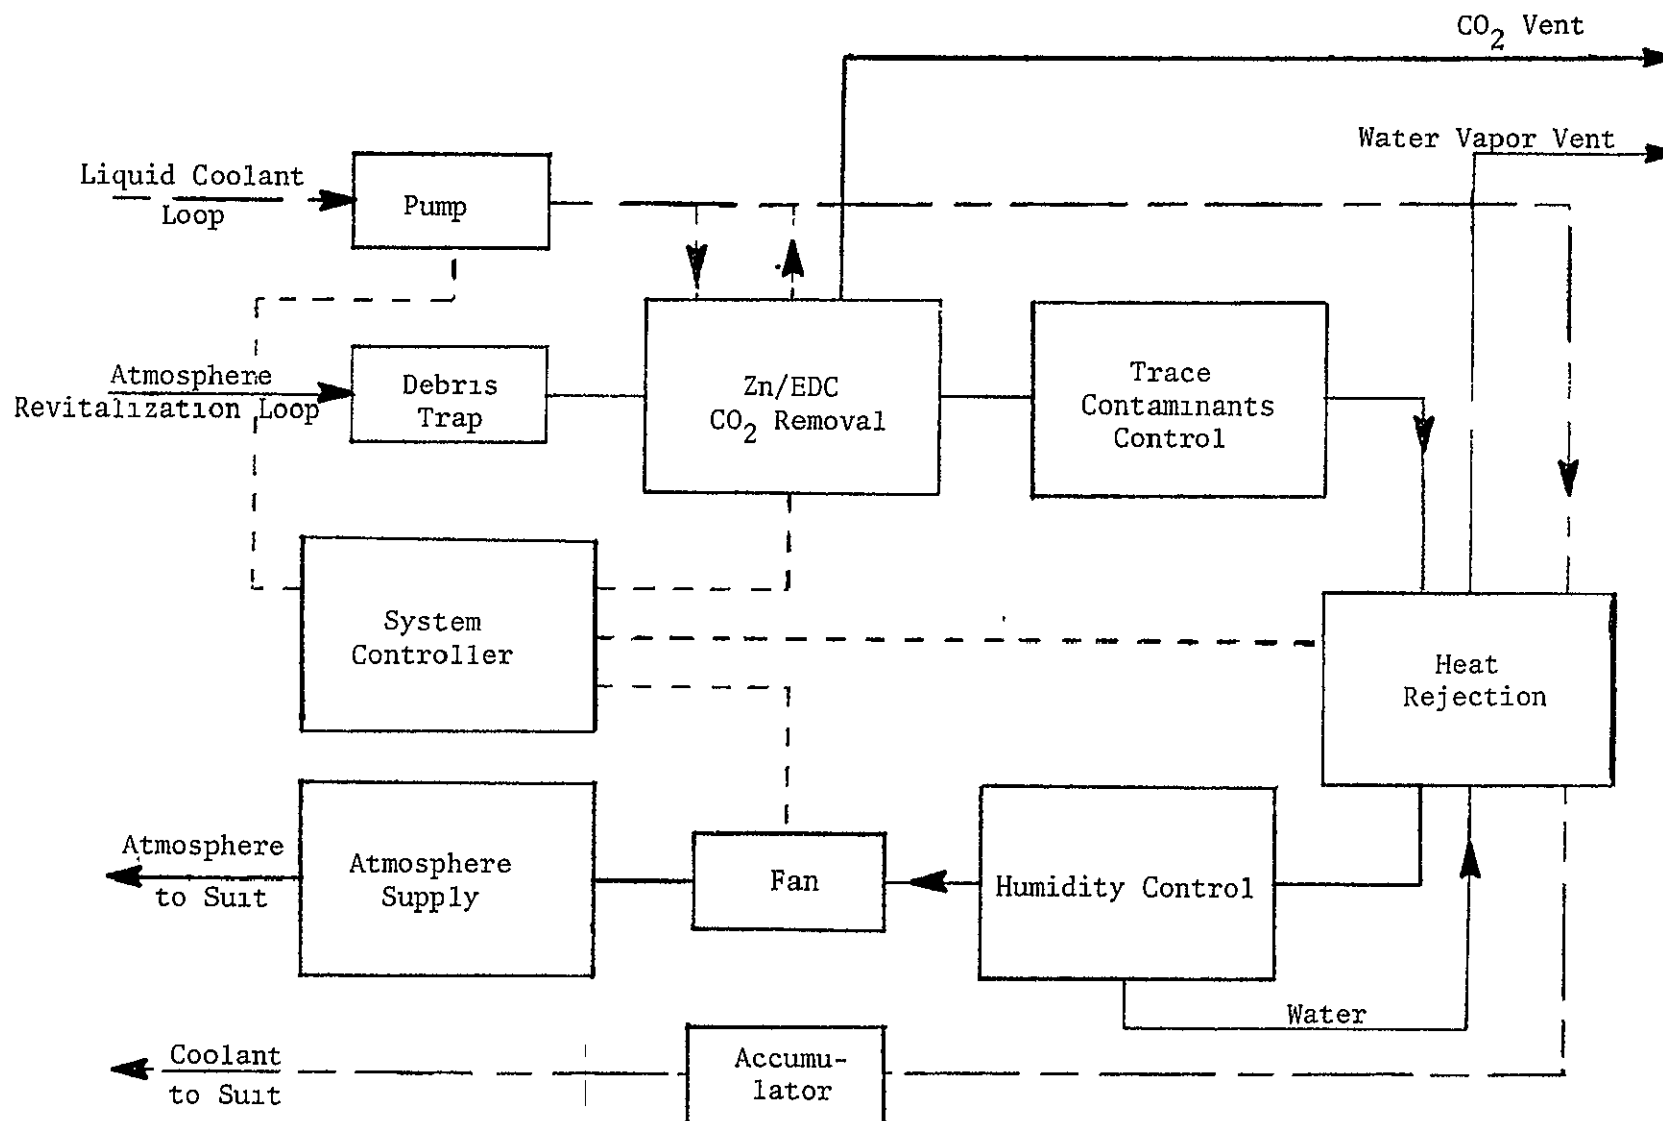 CO2 Vent
Water Vapor Vent
Liquid Coolant
Loop
Pump
Atmosphere
Revitalization Loop
Debris
Trap
Zn/EDC
CO2 Removal
Trace
Contaminants
Control
System
Controller
Heat
Rejection
Atmosphere
to Suit
Atmosphere
Supply
Fan
Humidity Control
Water
Coolant
to Suit
Accumu-
lator